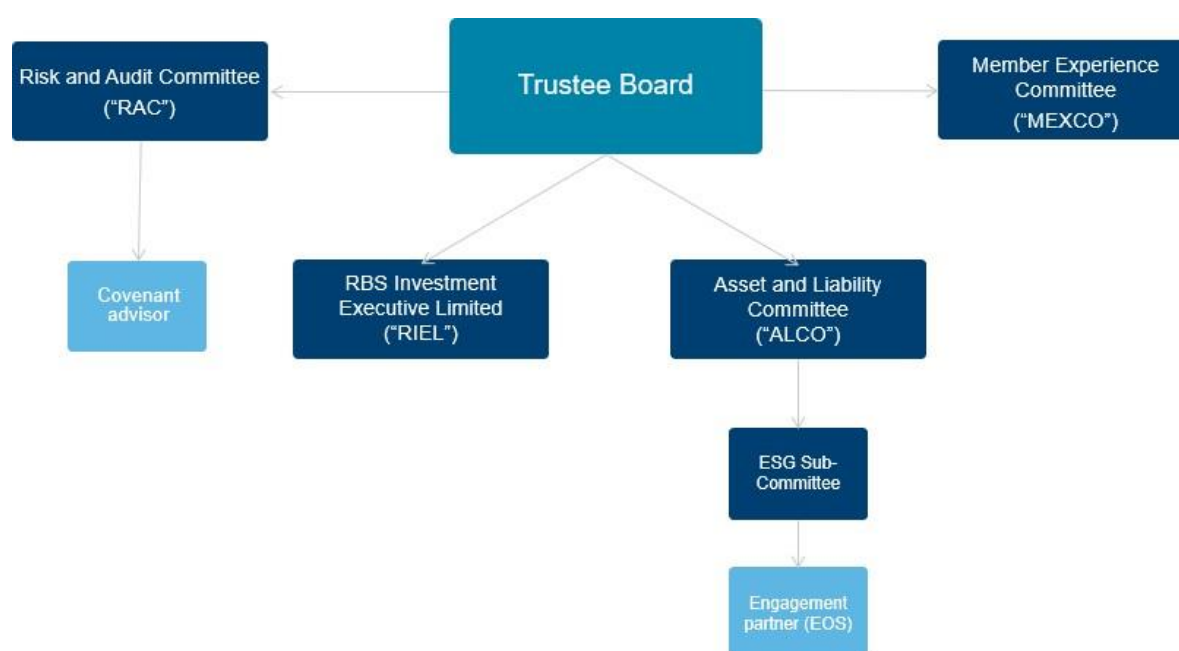 Trustee Board
Risk and Audit Committee
(“RAC”)
Member Experience
Committee
(“MEXCO”)
Covenant
advisor
RBS Investment
Executive Limited
(“RIEL”)
Asset and Liability
Committee
(“ALCO”)
ESG Sub-
Committee
Engagement
partner (EOS)